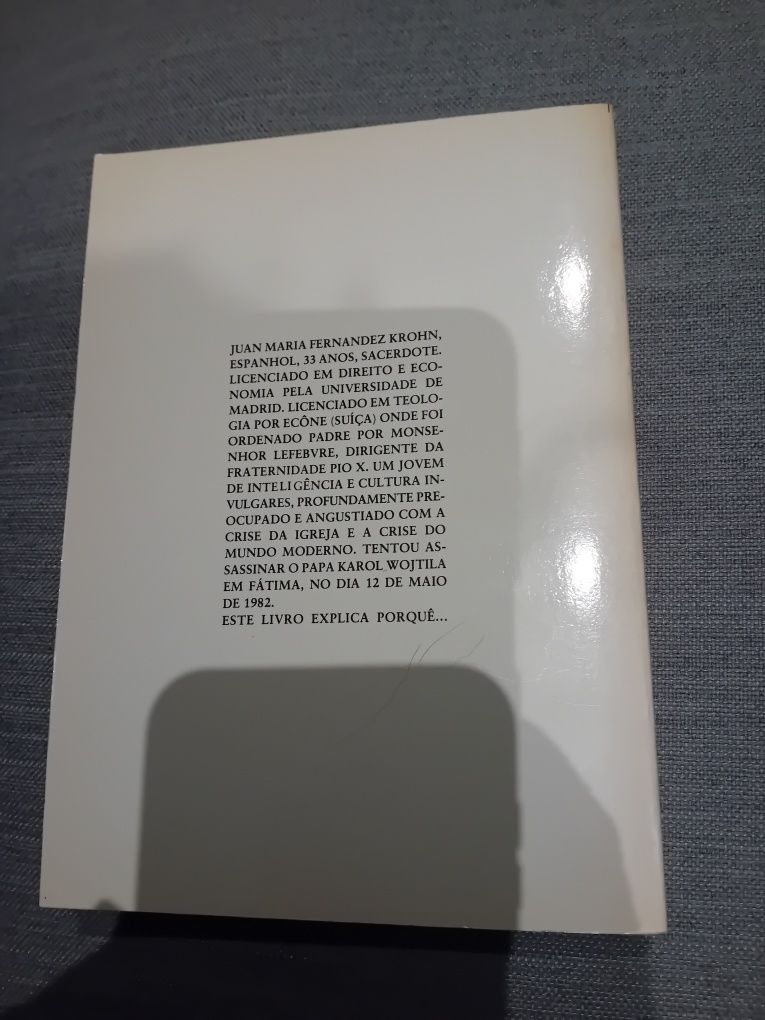 JUAN MARIA FERNANDEZ KROHN,
ESPANHOL, 33 ANOS, SACERDOTE.
LICENCIADO EM DIREITO E ECO-
NOMIA PELA UNIVERSIDADE DE
MADRID. LICENCIADO EM TEOLO-
GIA POR ECÔNE (SUÍÇA) ONDE FOI
ORDENADO PADRE POR MONSE-
NHOR LEFEBVRE, DIRIGENTE DA
FRATERNIDADE PIO X. UM JOVEM
DE INTELIGÊNCIA E CULTURA IN-
VULGARES, PROFUNDAMENTE PRE-
OCUPADO E ANGUSTIADO COM A
CRISE DA IGREJA E A CRISE DO
MUNDO MODERNO. TENTOU AS-
SASSINAR O PAPA KAROL WOJTILA
EM FÁTIMA, NO DIA 12 DE MAIO
DE 1982.
ESTE LIVRO EXPLICA PORQUÊ...